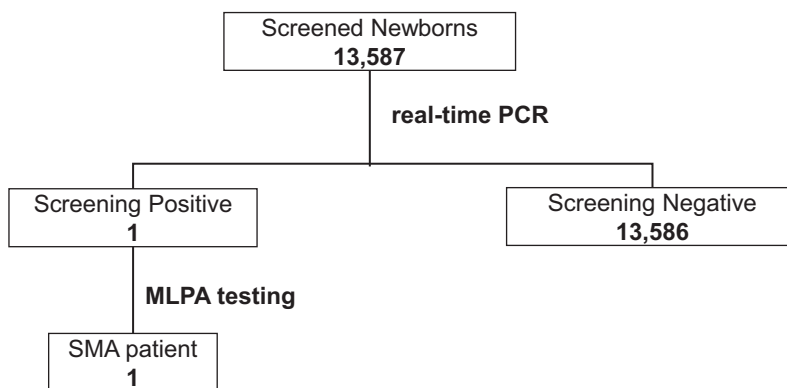 Screened Newborns
13,587
real-time PCR
Screening Positive
1
Screening Negative
13,586
MLPA testing
SMA patient
1